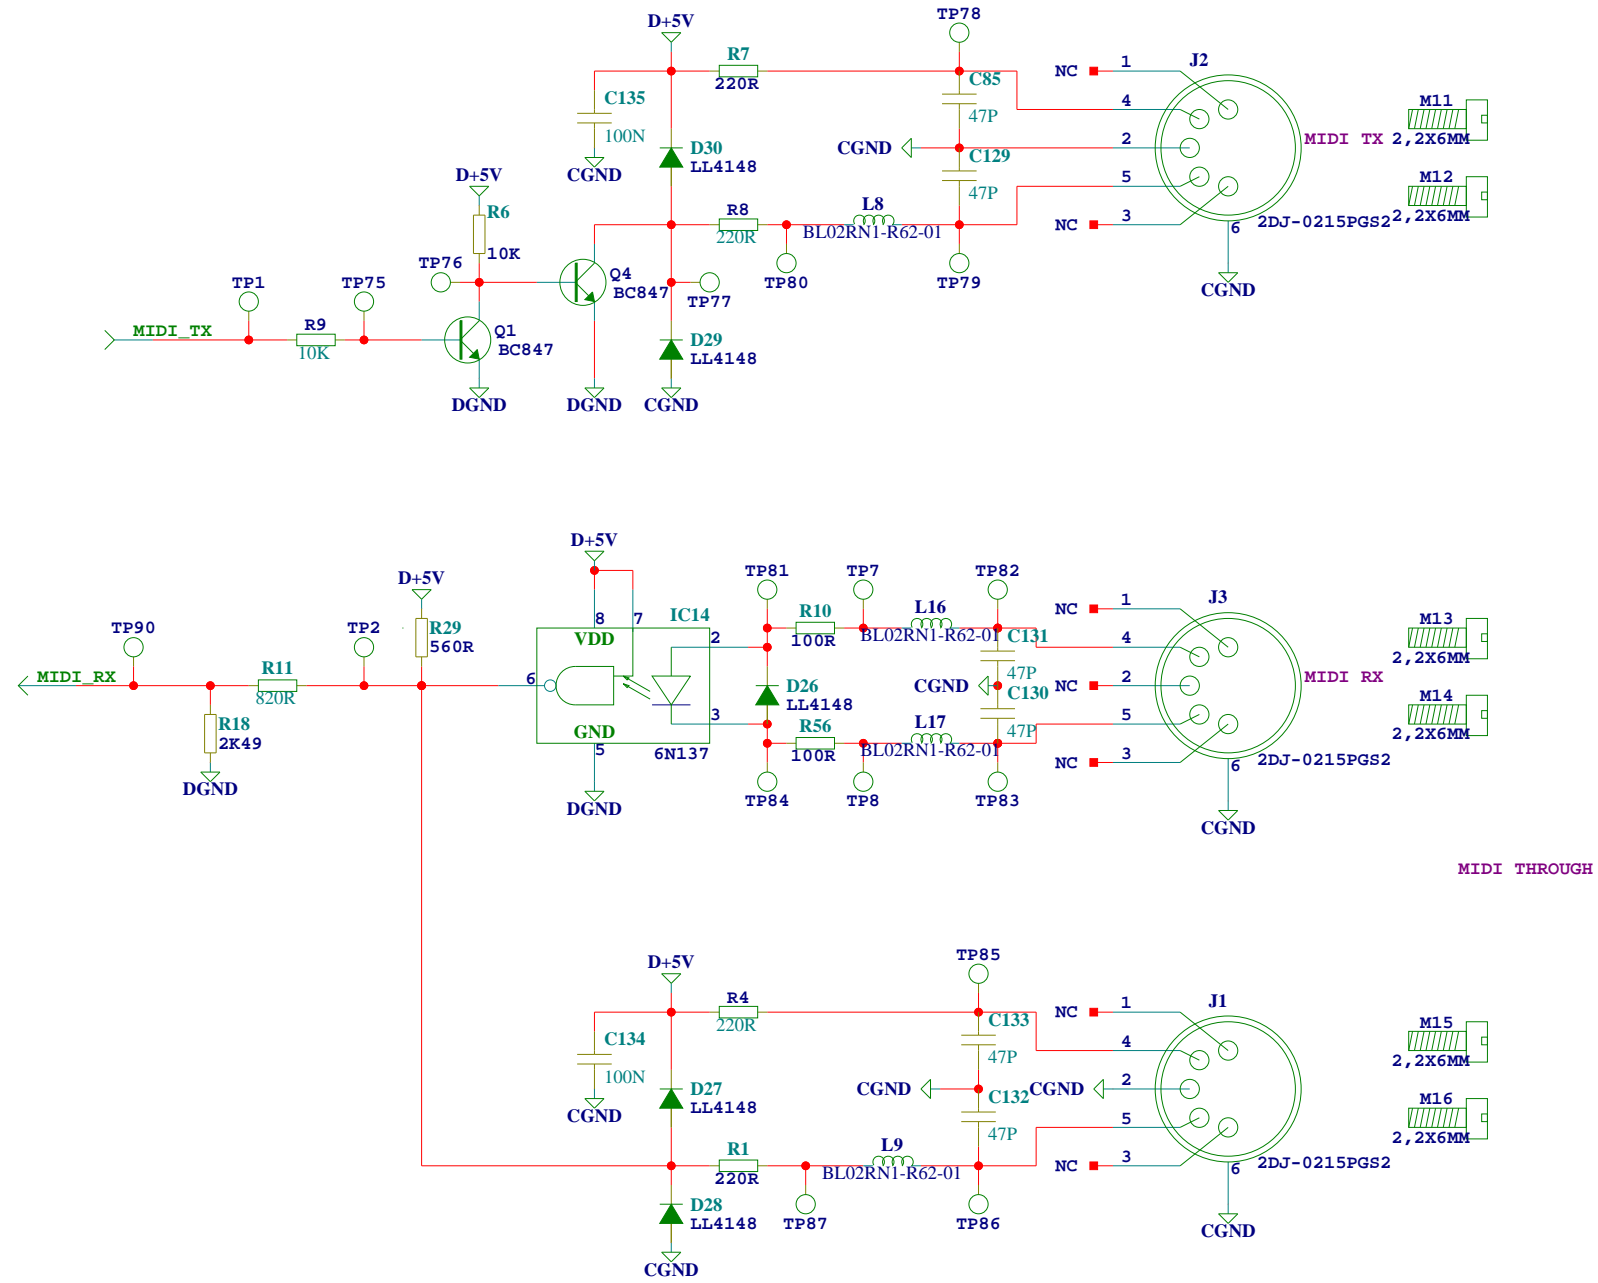 D+5V
TP78
R7
220R
NC
1
J2
C85
47P
4
M11
2,2X6MM
C135
100N
CGND
D30
LL4148
CGND
2
MIDI TX
C129
47P
5
M12
2,2X6MM
D+5V
R6
10K
R8
220R
L8
BL02RN1-R62-01
NC
3
6
2DJ-0215PGS2
TP76
Q4
BC847
TP77
TP80
TP79
CGND
TP1
TP75
MIDI_TX
R9
10K
Q1
BC847
D29
LL4148
DGND
DGND
CGND
D+5V
D+5V
TP81
TP7
TP82
NC
1
J3
TP90
TP2
R29
560R
8
7
IC14
VDD
2
R10
100R
L16
BL02RN1-R62-01
C131
47P
4
M13
2,2X6MM
MIDI_RX
R11
820R
6
D26
LL4148
CGND
NC
2
MIDI RX
R18
2K49
GND
3
C130
47P
5
M14
2,2X6MM
5
6N137
R56
100R
L17
BL02RN1-R62-01
NC
3
6
2DJ-0215PGS2
DGND
DGND
TP84
TP8
TP83
CGND
MIDI THROUGH
D+5V
TP85
R4
220R
NC
1
J1
C133
47P
4
M15
2,2X6MM
C134
100N
CGND
D27
LL4148
CGND
CGND
2
C132
47P
5
M16
2,2X6MM
R1
220R
L9
BL02RN1-R62-01
NC
3
6
2DJ-0215PGS2
D28
LL4148
TP87
TP86
CGND
CGND